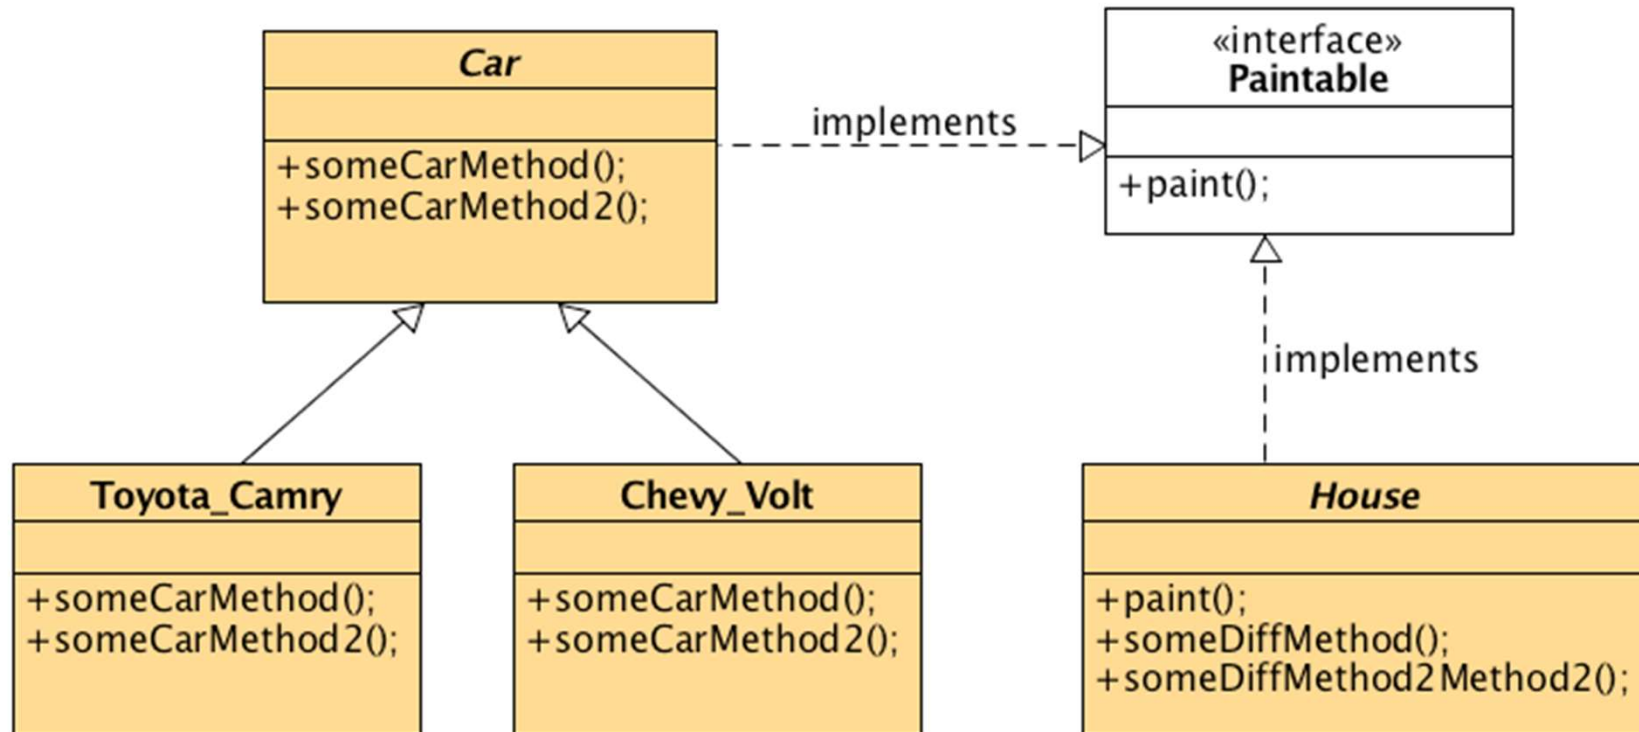 Car
+someCarMethod();
+someCarMethod2();
implements
«interface»
Paintable
+paint();
implements
Toyota_Camry
+someCarMethod();
+someCarMethod2();
Chevy_Volt
+someCarMethod();
+someCarMethod2();
House
+paint();
+someDiffMethod();
+someDiffMethod2Method2();